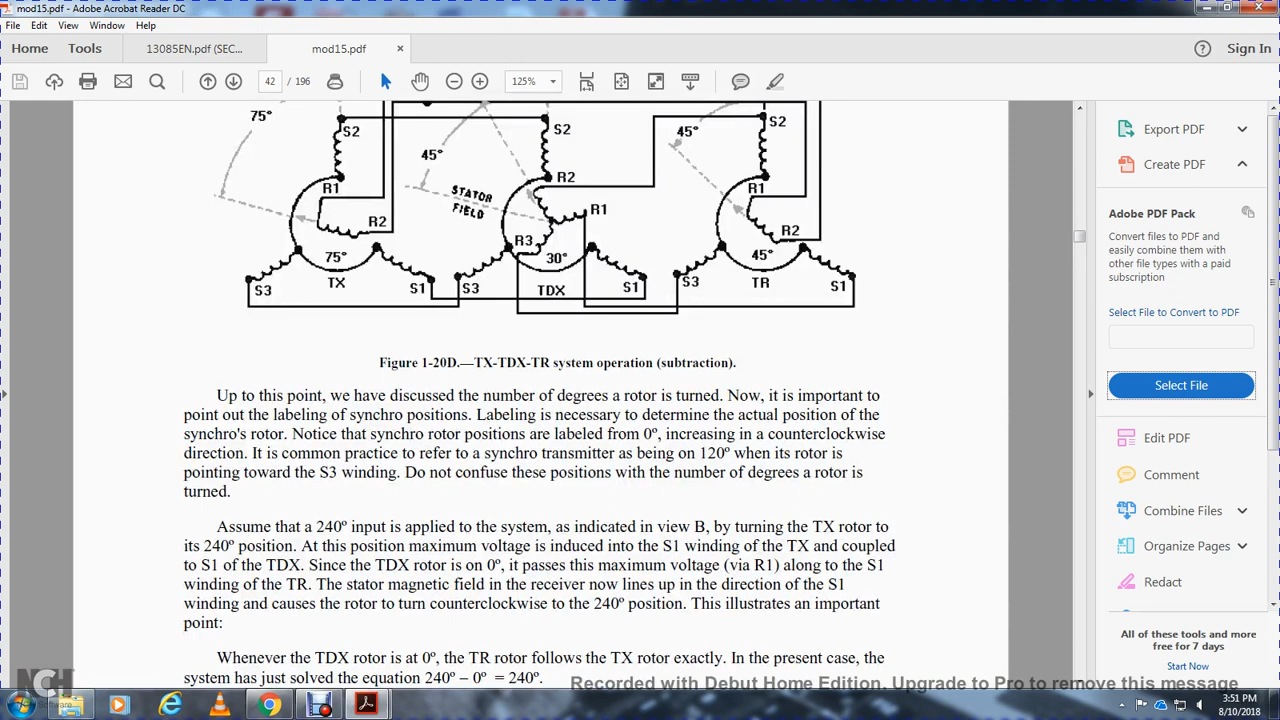 mod15.pdf - Adobe Acrobat Reader DC
File Edit View Window Help
Home Tools 13085EN.pdf (SEC... mod15.pdf × Sign In
42 / 196 125%
75° S2 45° S2 45° S2
STATOR
FIELD
R1 R2 R2 R1 R3 R1 R2
75° 30° 45°
S3 TX S1 S3 TDX S1 S3 TR S1
Figure 1-20D.—TX-TDX-TR system operation (subtraction).
Up to this point, we have discussed the number of degrees a rotor is turned. Now, it is important to
point out the labeling of synchro positions. Labeling is necessary to determine the actual position of the
synchro's rotor. Notice that synchro rotor positions are labeled from 0º, increasing in a counterclockwise
direction. It is common practice to refer to a synchro transmitter as being on 120º when its rotor is
pointing toward the S3 winding. Do not confuse these positions with the number of degrees a rotor is
turned.
Assume that a 240º input is applied to the system, as indicated in view B, by turning the TX rotor to
its 240º position. At this position maximum voltage is induced into the S1 winding of the TX and coupled
to S1 of the TDX. Since the TDX rotor is on 0º, it passes this maximum voltage (via R1) along to the S1
winding of the TR. The stator magnetic field in the receiver now lines up in the direction of the S1
winding and causes the rotor to turn counterclockwise to the 240º position. This illustrates an important
point:
Whenever the TDX rotor is at 0º, the TR rotor follows the TX rotor exactly. In the present case, the
system has just solved the equation 240º – 0º = 240º.
Export PDF
Create PDF
Adobe PDF Pack
Convert files to PDF and
easily combine them with
other file types with a paid
subscription
Select File to Convert to PDF
Select File
Edit PDF
Comment
Combine Files
Organize Pages
Redact
All of these tools and more
free for 7 days
Start Now
NCH
Software
Recorded with Debut Home Edition. Upgrade to Pro to remove this message
3:51 PM
8/10/2018